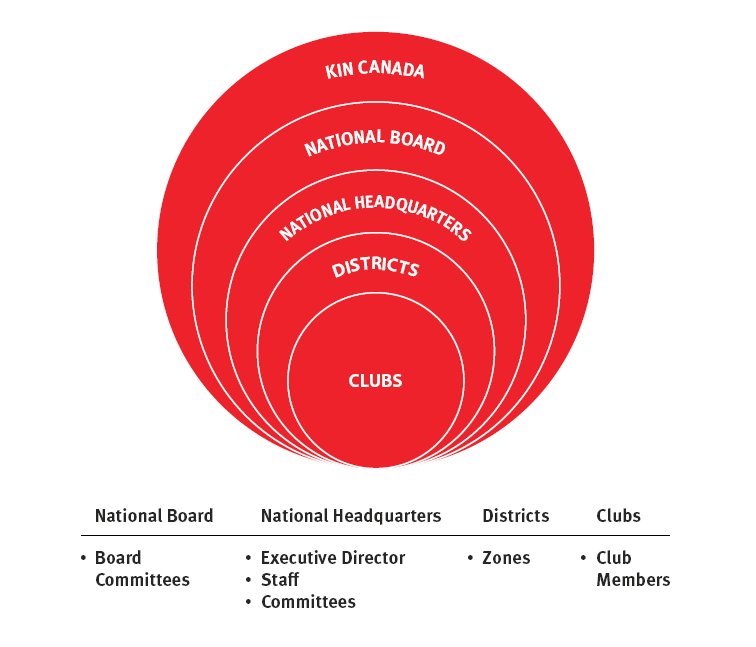 KIN CANADA
NATIONAL BOARD
NATIONAL HEADQUARTERS
DISTRICTS
CLUBS
National Board National Headquarters Districts Clubs
• Board • Executive Director • Zones • Club
Committees • Staff Members
• Committees